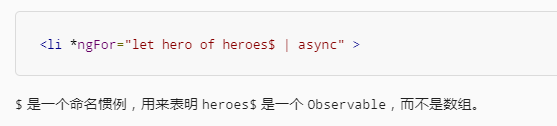 <li *ngFor="let hero of heroes$ | async" >
$ 是一个命名惯例，用来表明 heroes$ 是一个 Observable，而不是数组。